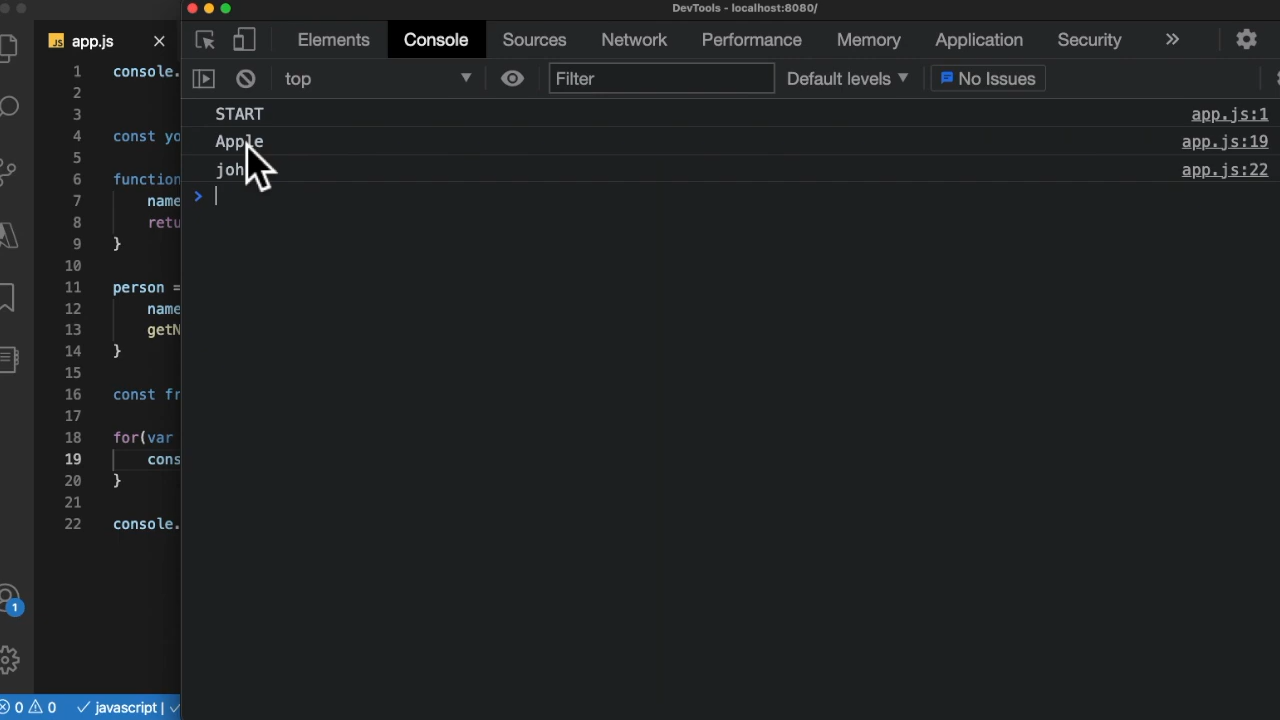 DevTools - localhost:8080/
app.js
Elements
Console
Sources
Network
Performance
Memory
Application
Security
top
Filter
Default levels
No Issues
START app.js:1
Apple app.js:19
joh app.js:22
>
1 console.
2
3
4 const yo
5
6 function
7 name
8 retu
9 }
10
11 person =
12 name
13 getN
14 }
15
16 const fr
17
18 for(var
19 cons
20 }
21
22 console.
1
0 0 javascript |